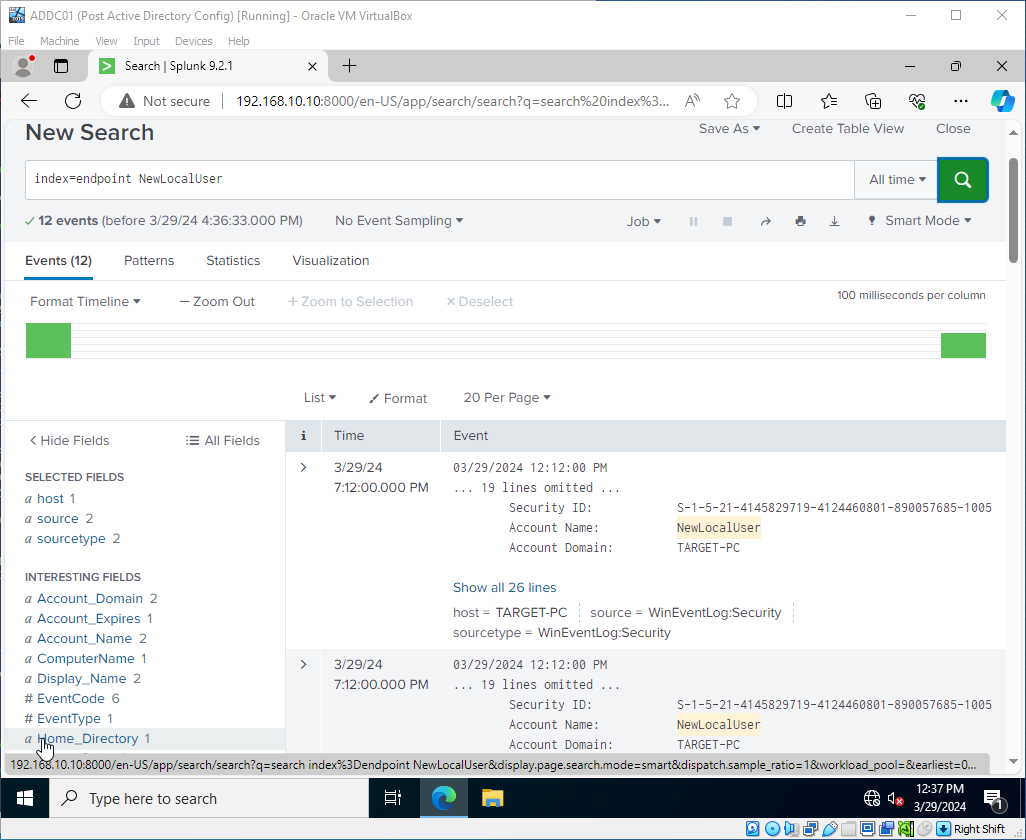 ADDC01 (Post Active Directory Config) [Running] - Oracle VM VirtualBox
File Machine View Input Devices Help
Search | Splunk 9.2.1
Not secure 192.168.10.10:8000/en-US/app/search/search?q=search%20index%3...
New Search
Save As Create Table View Close
index=endpoint NewLocalUser
All time
12 events (before 3/29/24 4:36:33.000 PM) No Event Sampling Job Smart Mode
Events (12) Patterns Statistics Visualization
Format Timeline — Zoom Out + Zoom to Selection × Deselect
100 milliseconds per column
List Format 20 Per Page
< Hide Fields All Fields
i Time Event
SELECTED FIELDS
a host 1
a source 2
a sourcetype 2
INTERESTING FIELDS
a Account_Domain 2
a Account_Expires 1
a Account_Name 2
a ComputerName 1
a Display_Name 2
# EventCode 6
# EventType 1
a Home_Directory 1
3/29/24
7:12:00.000 PM
03/29/2024 12:12:00 PM
... 19 lines omitted ...
Security ID: S-1-5-21-4145829719-4124460801-890057685-1005
Account Name: NewLocalUser
Account Domain: TARGET-PC
Show all 26 lines
host = TARGET-PC source = WinEventLog:Security
sourcetype = WinEventLog:Security
3/29/24
7:12:00.000 PM
03/29/2024 12:12:00 PM
... 19 lines omitted ...
Security ID: S-1-5-21-4145829719-4124460801-890057685-1005
Account Name: NewLocalUser
Account Domain: TARGET-PC
192.168.10.10:8000/en-US/app/search/search?q=search index%3Dendpoint NewLocalUser&display.page.search.mode=smart&dispatch.sample_ratio=1&workload_pool=&earliest=0...
Type here to search
12:37 PM
3/29/2024
1
Right Shift